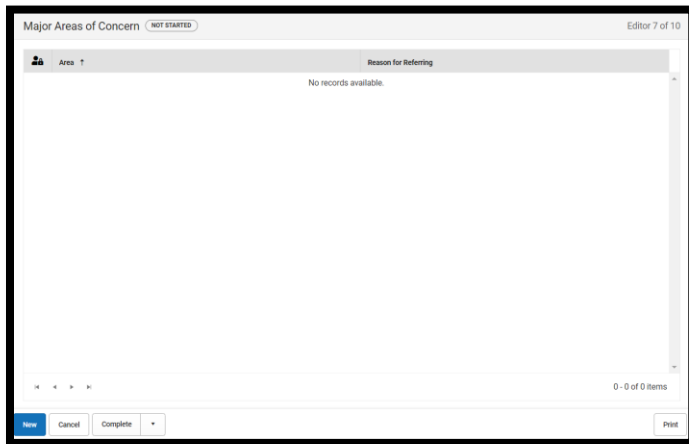 Major Areas of Concern NOT STARTED Editor 7 of 10
Area ↑ Reason for Referring
No records available.
0 - 0 of 0 items
New Cancel Complete Print